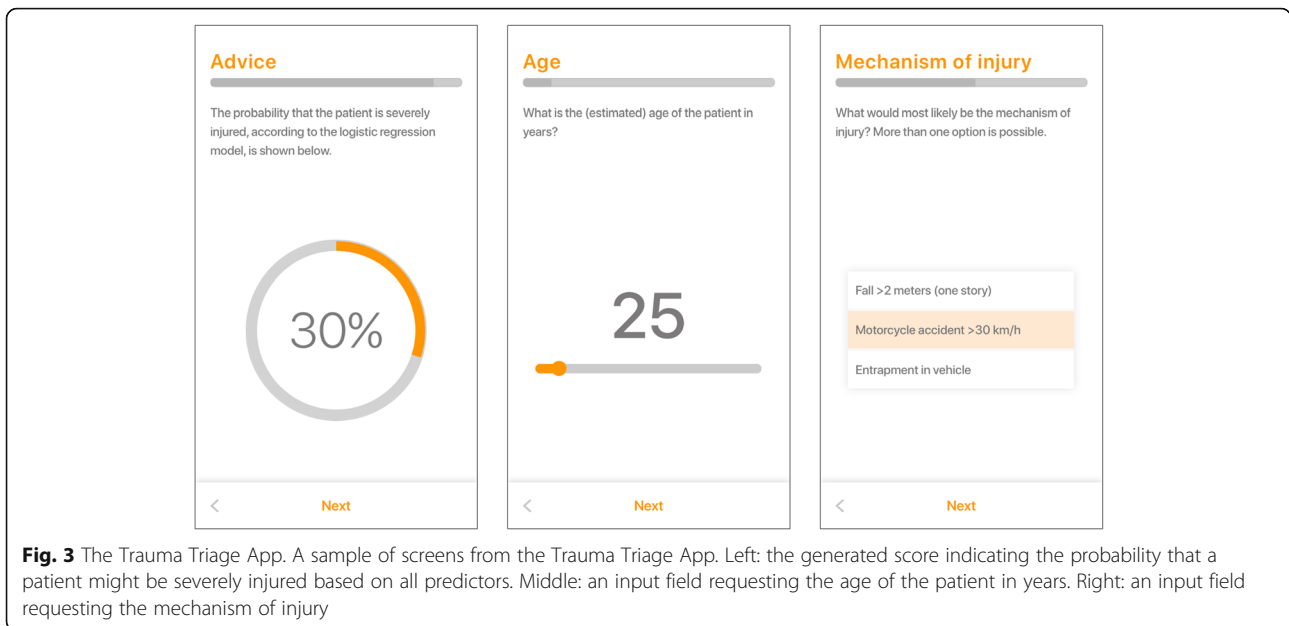 Advice
The probability that the patient is severely
injured, according to the logistic regression
model, is shown below.
30%
<
Next
Age
What is the (estimated) age of the patient in
years?
25
<
Next
Mechanism of injury
What would most likely be the mechanism of
injury? More than one option is possible.
Fall >2 meters (one story)
Motorcycle accident >30 km/h
Entrapment in vehicle
<
Next
Fig. 3 The Trauma Triage App. A sample of screens from the Trauma Triage App. Left: the generated score indicating the probability that a
patient might be severely injured based on all predictors. Middle: an input field requesting the age of the patient in years. Right: an input field
requesting the mechanism of injury